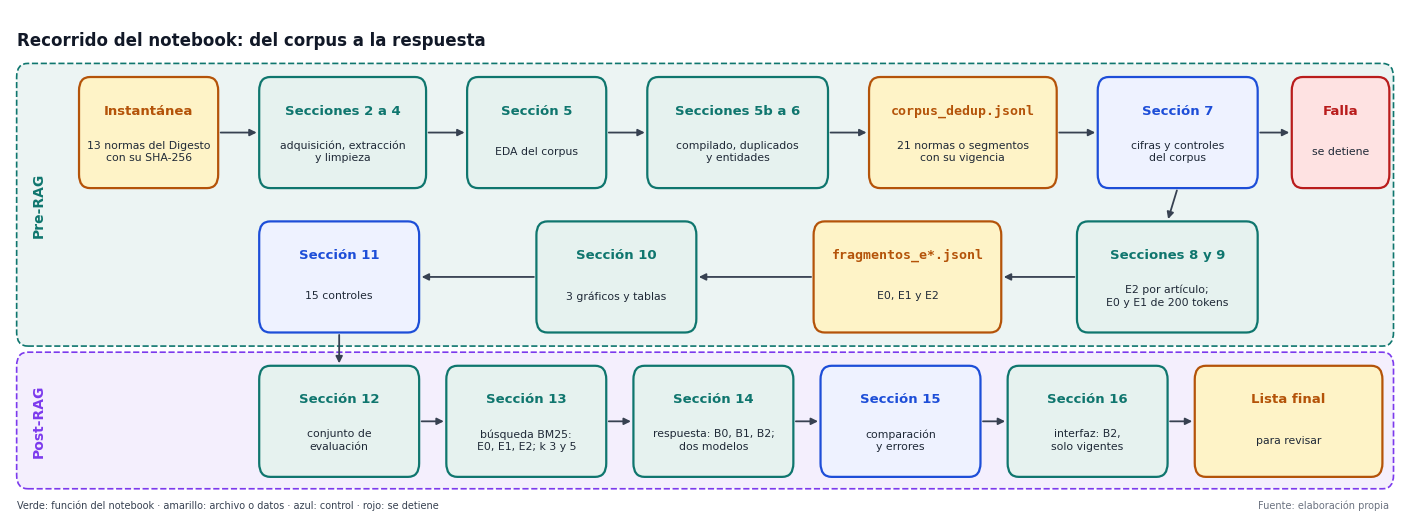 Recorrido del notebook: del corpus a la respuesta
Pre-RAG
Instantánea
13 normas del Digesto
con su SHA-256
Secciones 2 a 4
adquisición, extracción
y limpieza
Sección 5
EDA del corpus
Secciones 5b a 6
compilado, duplicados
y entidades
corpus_dedup.jsonl
21 normas o segmentos
con su vigencia
Sección 7
cifras y controles
del corpus
Falla
se detiene
Sección 11
15 controles
Sección 10
3 gráficos y tablas
fragmentos_e*.jsonl
E0, E1 y E2
Secciones 8 y 9
E2 por artículo;
E0 y E1 de 200 tokens
Post-RAG
Sección 12
conjunto de
evaluación
Sección 13
búsqueda BM25:
E0, E1, E2; k 3 y 5
Sección 14
respuesta: B0, B1, B2;
dos modelos
Sección 15
comparación
y errores
Sección 16
interfaz: B2,
solo vigentes
Lista final
para revisar
Verde: función del notebook · amarillo: archivo o datos · azul: control · rojo: se detiene
Fuente: elaboración propia